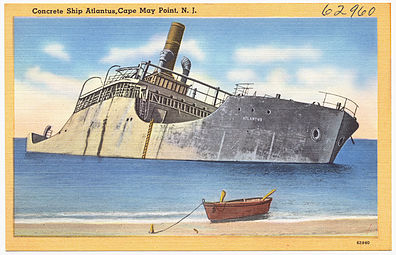 Concrete Ship Atlantus, Cape May Point, N. J.
62960
ATLANTUS
62960